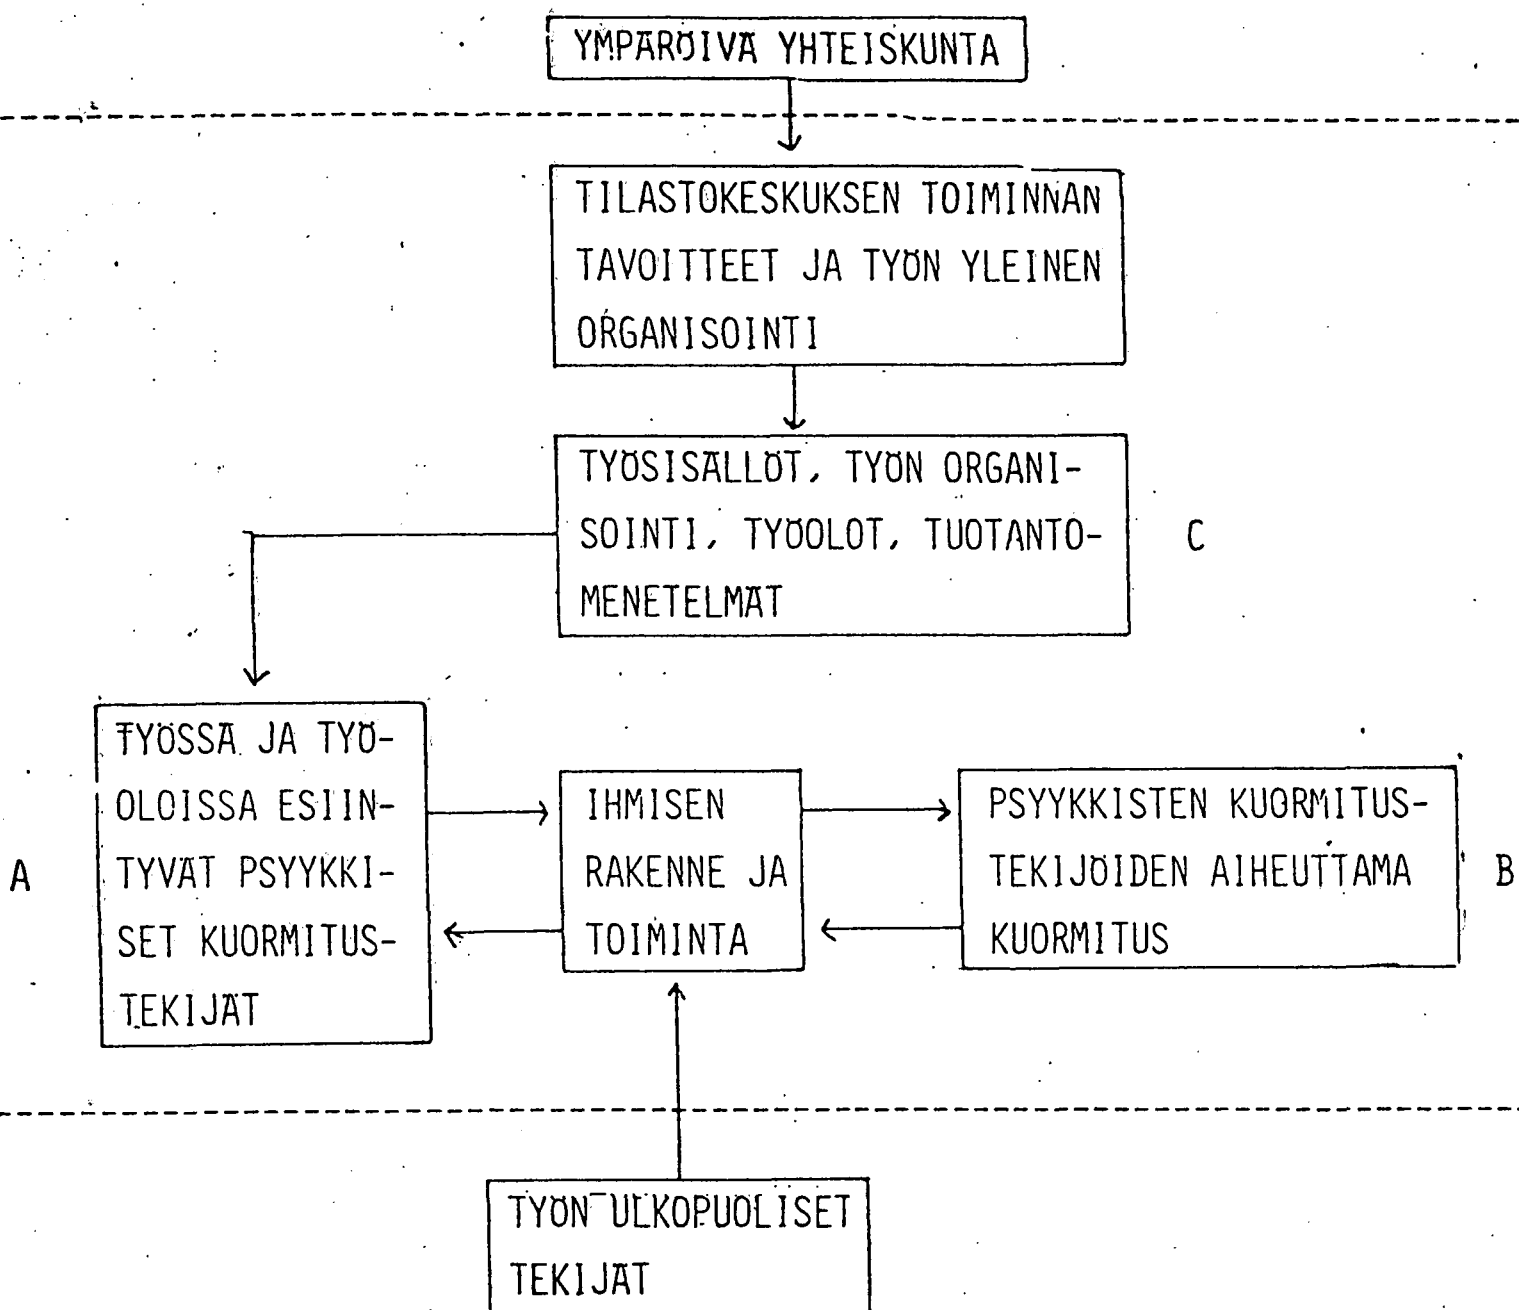 YMPÄRÖIVÄ YHTEISKUNTA
TILASTOKESKUKSEN TOIMINNAN
TAVOITTEET JA TYÖN YLEINEN
ORGANISOINTI
TYÖSISÄLLÖT, TYÖN ORGANI-
SOINTI, TYÖOLOT, TUOTANTO-
MENETELMÄT
C
A
TYÖSSÄ JA TYÖ-
OLOISSA ESIIN-
TYVÄT PSYYKKI-
SET KUORMITUS-
TEKIJÄT
IHMISEN
RAKENNE JA
TOIMINTA
PSYYKKISTEN KUORMITUS-
TEKIJÖIDEN AIHEUTTAMA
KUORMITUS
B
TYÖN ULKOPUOLISET
TEKIJÄT